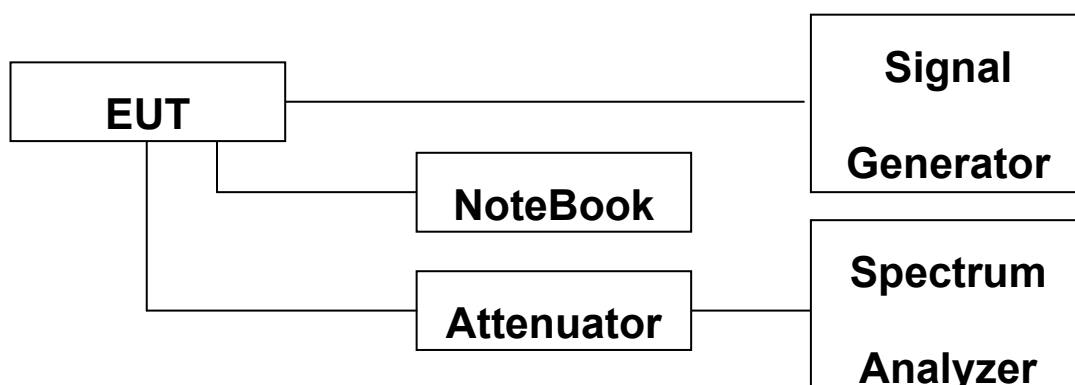 EUT
Signal
Generator
NoteBook
Attenuator
Spectrum
Analyzer